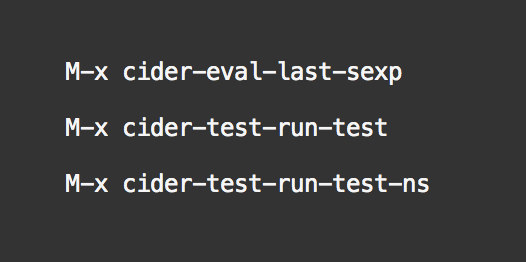 M-x cider-eval-last-sexp
M-x cider-test-run-test
M-x cider-test-run-test-ns